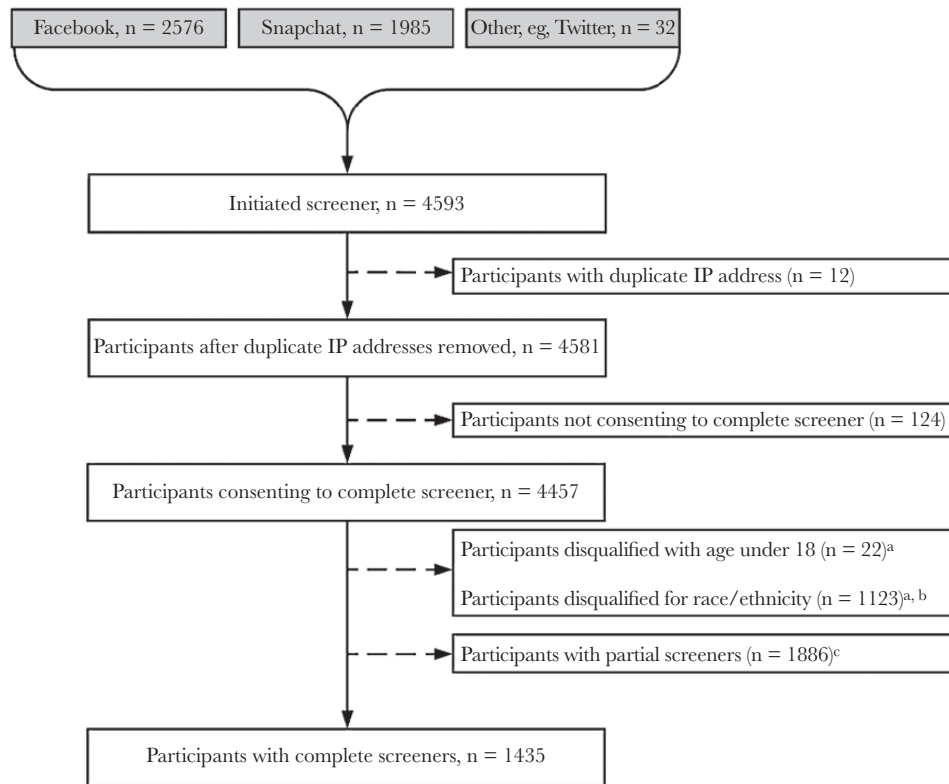 Facebook, n = 2576
Snapchat, n = 1985
Other, eg, Twitter, n = 32
Initiated screener, n = 4593
Participants with duplicate IP address (n = 12)
Participants after duplicate IP addresses removed, n = 4581
Participants not consenting to complete screener (n = 124)
Participants consenting to complete screener, n = 4457
Participants disqualified with age under 18 (n = 22)ᵃ
Participants disqualified for race/ethnicity (n = 1123)ᵃ, ᵇ
Participants with partial screeners (n = 1886)ᶜ
Participants with complete screeners, n = 1435